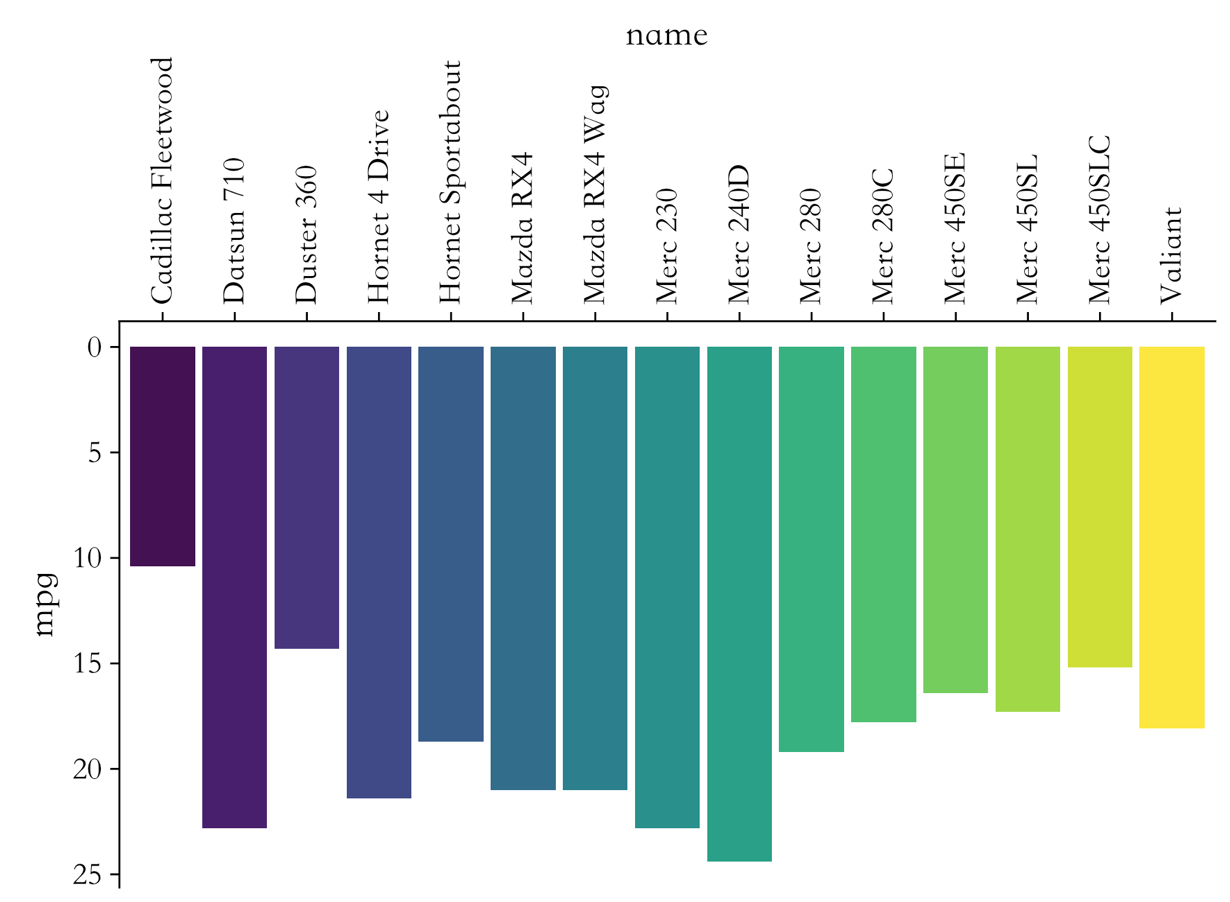 name
Cadillac Fleetwood
Datsun 710
Duster 360
Hornet 4 Drive
Hornet Sportabout
Mazda RX4
Mazda RX4 Wag
Merc 230
Merc 240D
Merc 280
Merc 280C
Merc 450SE
Merc 450SL
Merc 450SLC
Valiant
mpg
0
5
10
15
20
25